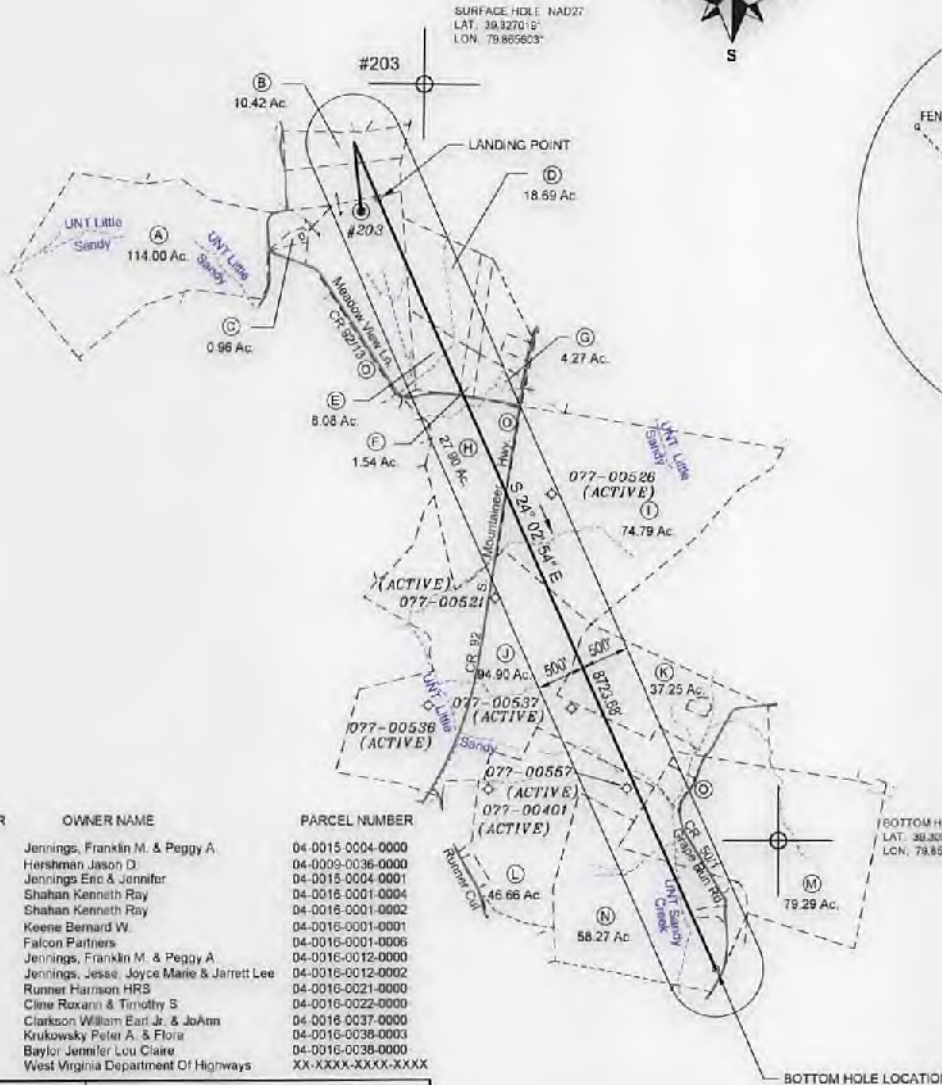 SURFACE HOLE NAD27
LAT. 39.327019°
LON. 79.865603°
S
#203
B
10.42 Ac.
LANDING POINT
D
18.69 Ac.
#203
UNT Little
Sandy
A
114.00 Ac.
UNT Little
Sandy
C
0.96 Ac.
Meadow View Ln.
CR 92/13
O
G
4.27 Ac.
E
8.08 Ac.
F
1.54 Ac.
H
27.90 Ac.
O
UNT Little
Sandy
077-00526
(ACTIVE)
I
74.79 Ac.
S 24° 02' 54" E
CR 92 S Mountaineer Hwy.
(ACTIVE)
077-00521
J
94.90 Ac.
500'
500'
8723.68'
K
37.25 Ac.
UNT Little
Sandy
077-00537
(ACTIVE)
077-00536
(ACTIVE)
077-00557
(ACTIVE)
077-00401
(ACTIVE)
O
CR 50/1
Grape Run Rd
UNT Sandy
Creek
Runner Cut
L
46.66 Ac.
M
79.29 Ac.
N
58.27 Ac.
BOTTOM HOLE LOCATION
OWNER NAME PARCEL NUMBER
Jennings, Franklin M. & Peggy A. 04-0015-0004-0000
Hershman Jason D. 04-0009-0036-0000
Jennings Eric & Jennifer 04-0015-0004-0001
Shahan Kenneth Ray 04-0016-0001-0004
Shahan Kenneth Ray 04-0016-0001-0002
Keene Bernard W. 04-0016-0001-0001
Falcon Partners 04-0016-0001-0006
Jennings, Franklin M. & Peggy A 04-0016-0012-0000
Jennings, Jesse, Joyce Marie & Jarrett Lee 04-0016-0012-0002
Runner Harrison HRS 04-0016-0021-0000
Cline Roxann & Timothy S 04-0016-0022-0000
Clarkson William Earl Jr. & JoAnn 04-0016-0037-0000
Krukowsky Peter A. & Flora 04-0016-0038-0003
Baylor Jennifer Lou Claire 04-0016-0038-0000
West Virginia Department Of Highways XX-XXXX-XXXX-XXXX